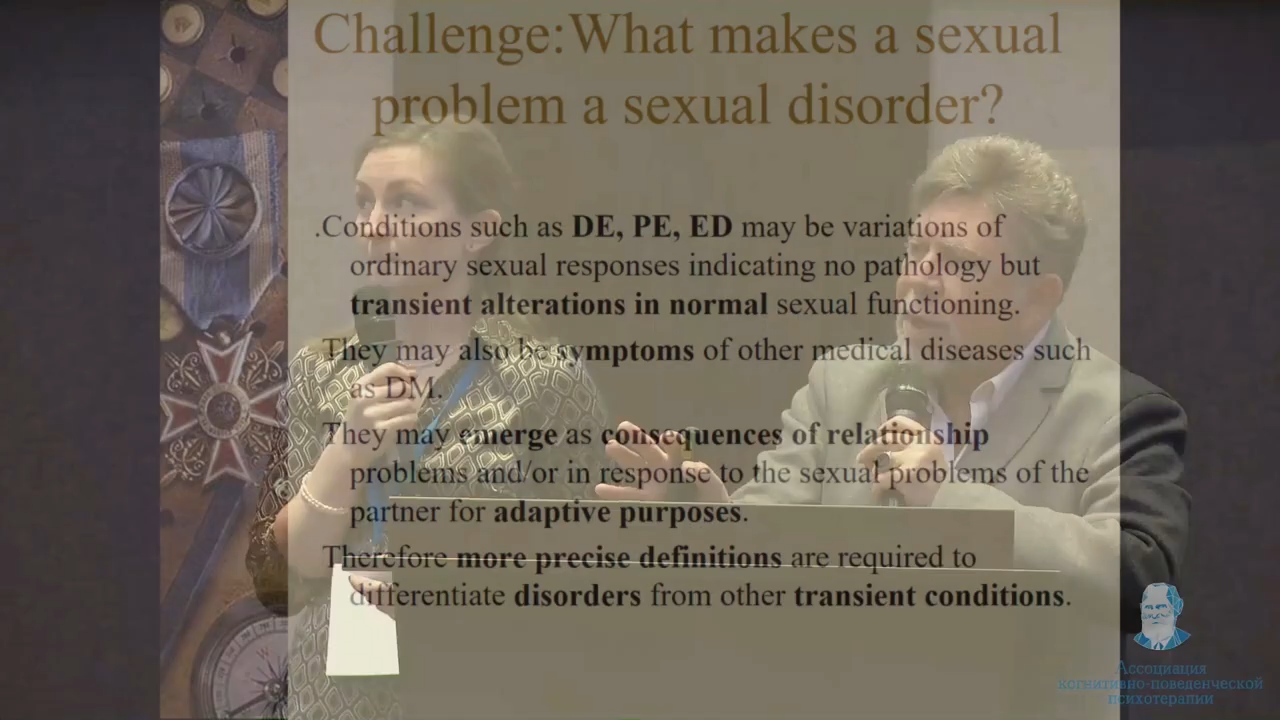 Challenge: What makes a sexual
problem a sexual disorder?
.Conditions such as DE, PE, ED may be variations of
ordinary sexual responses indicating no pathology but
transient alterations in normal sexual functioning.
They may also be symptoms of other medical diseases such
as DM.
They may emerge as consequences of relationship
problems and/or in response to the sexual problems of the
partner for adaptive purposes.
Therefore more precise definitions are required to
differentiate disorders from other transient conditions.
Ассоциация
когнитивно-поведенческой
психотерапии